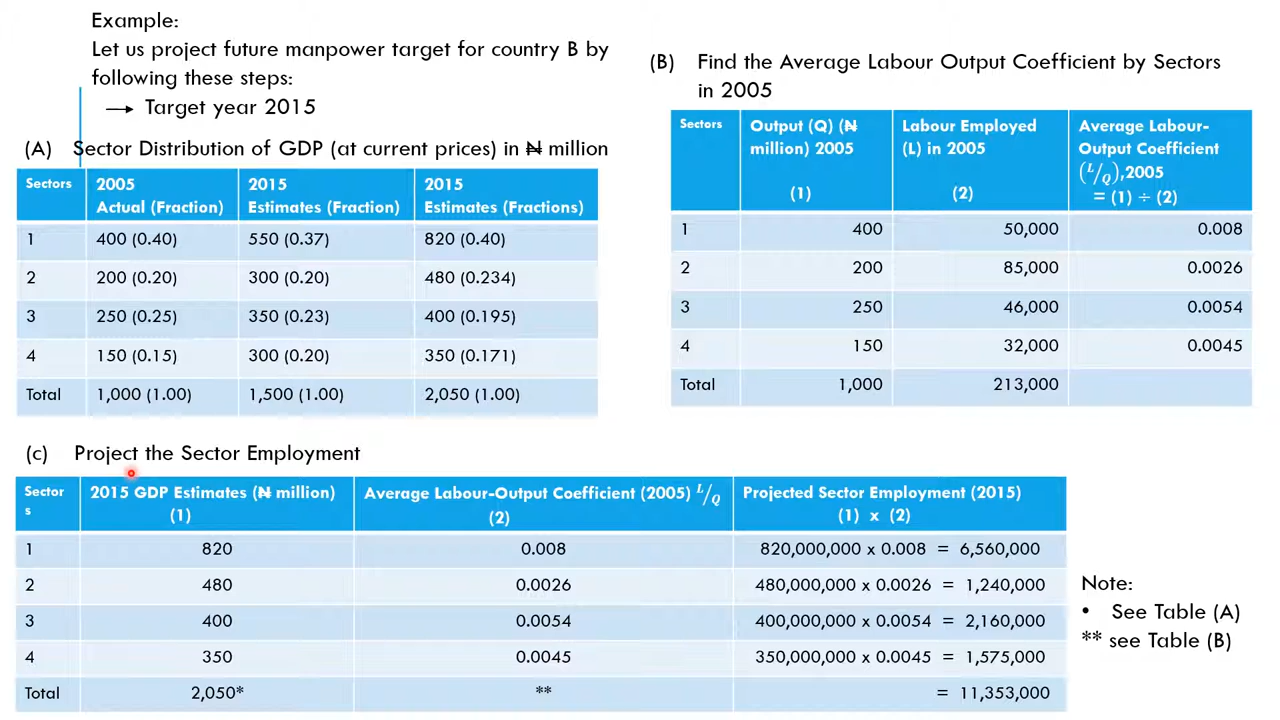 Example:
Let us project future manpower target for country B by
following these steps:
→ Target year 2015
(A) Sector Distribution of GDP (at current prices) in ₦ million
Sectors 2005 2015 2015
Actual (Fraction) Estimates (Fraction) Estimates (Fractions)
1 400 (0.40) 550 (0.37) 820 (0.40)
2 200 (0.20) 300 (0.20) 480 (0.234)
3 250 (0.25) 350 (0.23) 400 (0.195)
4 150 (0.15) 300 (0.20) 350 (0.171)
Total 1,000 (1.00) 1,500 (1.00) 2,050 (1.00)
(B) Find the Average Labour Output Coefficient by Sectors
in 2005
Sectors Output (Q) (₦ Labour Employed Average Labour-
million) 2005 (L) in 2005 Output Coefficient
(L/Q),2005
(1) (2) = (1) ÷ (2)
1 400 50,000 0.008
2 200 85,000 0.0026
3 250 46,000 0.0054
4 150 32,000 0.0045
Total 1,000 213,000
(c) Project the Sector Employment
Sector 2015 GDP Estimates (₦ million) Average Labour-Output Coefficient (2005) L/Q Projected Sector Employment (2015)
s (1) (2) (1) x (2)
1 820 0.008 820,000,000 x 0.008 = 6,560,000
2 480 0.0026 480,000,000 x 0.0026 = 1,240,000
3 400 0.0054 400,000,000 x 0.0054 = 2,160,000
4 350 0.0045 350,000,000 x 0.0045 = 1,575,000
Total 2,050* ** = 11,353,000
Note:
• See Table (A)
** see Table (B)